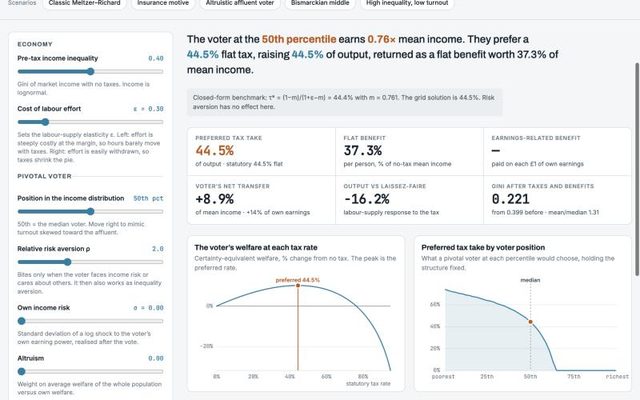 Scenarios Classic Meltzer–Richard Insurance motive Altruistic affluent voter Bismarckian middle High inequality, low turnout
ECONOMY
Pre-tax income inequality 0.40
Gini of market income with no taxes. Income is
lognormal.
Cost of labour effort ε = 0.30
Sets the labour-supply elasticity ε. Left: effort is
steeply costly at the margin, so hours barely move
with taxes. Right: effort is easily withdrawn, so
taxes shrink the pie.
PIVOTAL VOTER
Position in the income distribution 50th pct
50th = the median voter. Move right to mimic
turnout skewed toward the affluent.
Relative risk aversion ρ 2.0
Bites only when the voter faces income risk or
cares about others. It then also works as inequality
aversion.
Own income risk σ = 0.00
Standard deviation of a log shock to the voter's
own earning power, realised after the vote.
Altruism 0.00
Weight on average welfare of the whole population
versus own welfare.
The voter at the 50th percentile earns 0.76× mean income. They prefer a
44.5% flat tax, raising 44.5% of output, returned as a flat benefit worth 37.3% of
mean income.
Closed-form benchmark: τ* = (1−m)/(1+ε−m) = 44.4% with m = 0.761. The grid solution is 44.5%. Risk
aversion has no effect here.
PREFERRED TAX TAKE
44.5%
of output · statutory 44.5% flat
FLAT BENEFIT
37.3%
per person, % of no-tax mean income
EARNINGS-RELATED BENEFIT
—
paid on each £1 of own earnings
VOTER'S NET TRANSFER
+8.9%
of mean income · +14% of own earnings
OUTPUT VS LAISSEZ-FAIRE
-16.2%
labour-supply response to the tax
GINI AFTER TAXES AND BENEFITS
0.221
from 0.399 before · mean/median 1.31
The voter's welfare at each tax rate
Certainty-equivalent welfare, % change from no tax. The peak is the
preferred rate.
preferred 44.5%
0%
-20%
0% 20% 40% 60% 80%
statutory tax rate
Preferred tax take by voter position
What a pivotal voter at each percentile would choose, holding the
structure fixed.
median
60%
40%
20%
0%
poorest 25th 50th 75th richest